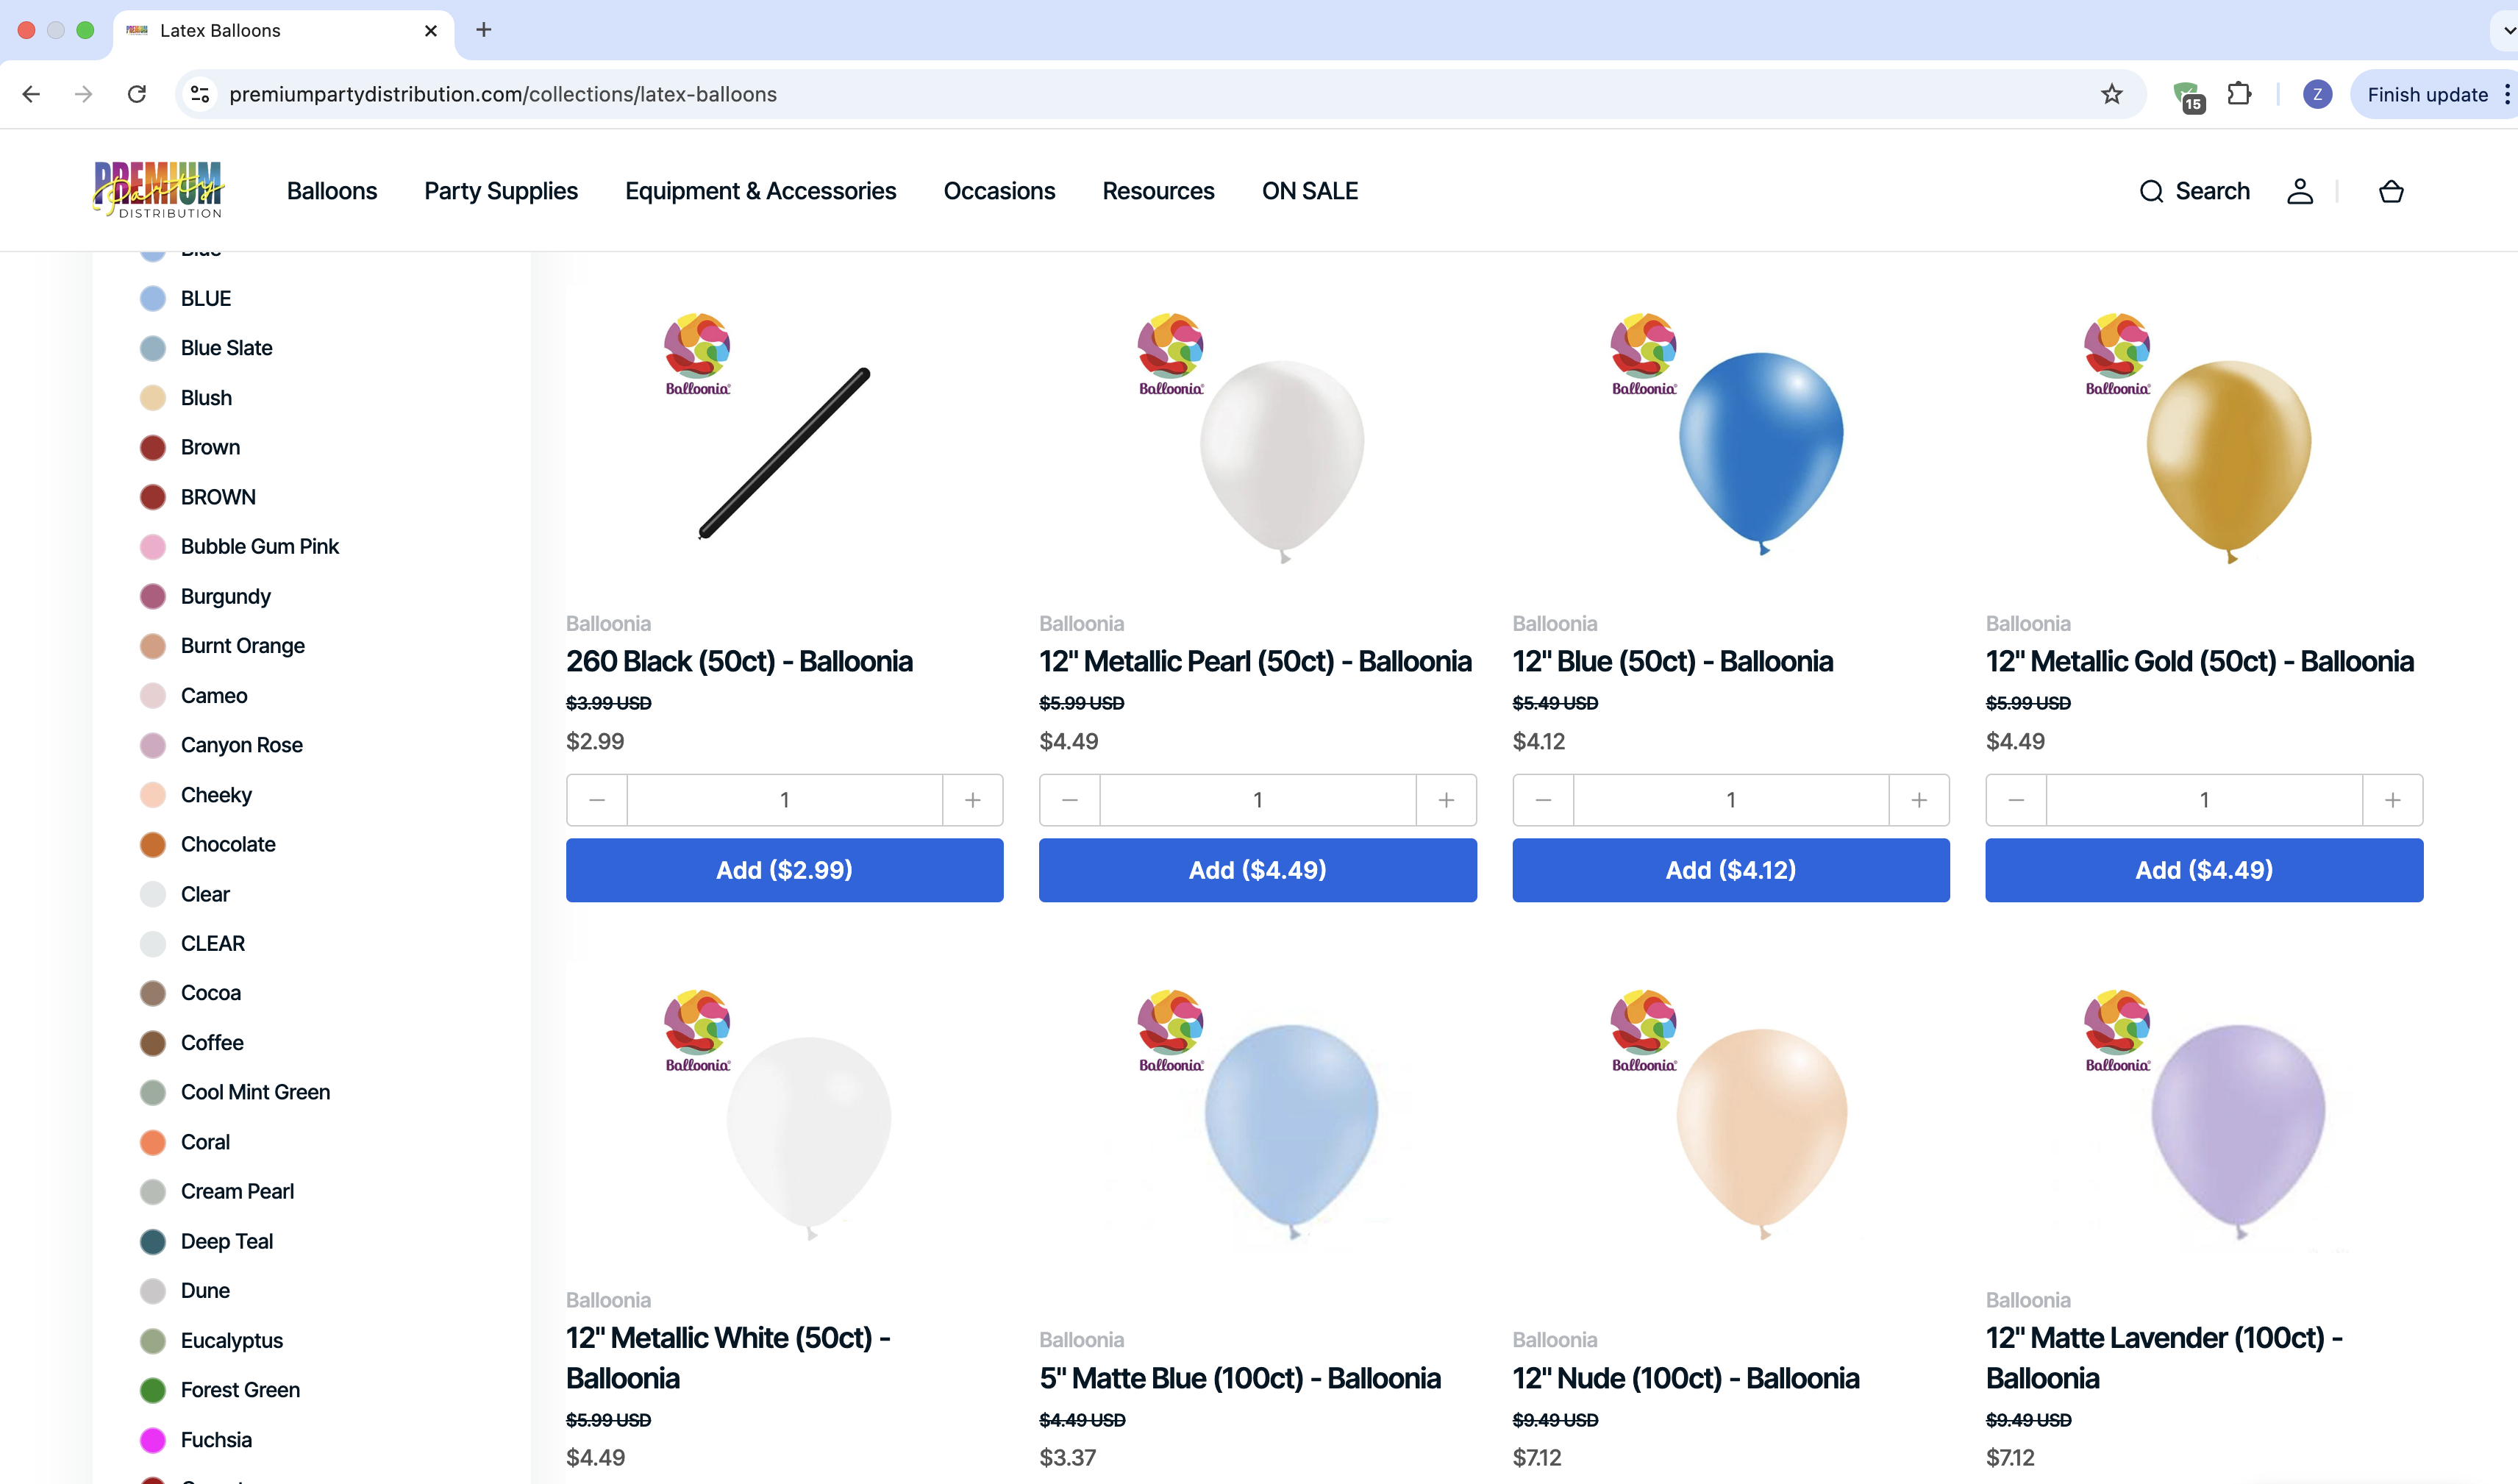 Latex Balloons
premiumpartydistribution.com/collections/latex-balloons
15
Z
Finish update
PREMIUM
Party
DISTRIBUTION
Balloons
Party Supplies
Equipment & Accessories
Occasions
Resources
ON SALE
Search
Blue
BLUE
Blue Slate
Blush
Brown
BROWN
Bubble Gum Pink
Burgundy
Burnt Orange
Cameo
Canyon Rose
Cheeky
Chocolate
Clear
CLEAR
Cocoa
Coffee
Cool Mint Green
Coral
Cream Pearl
Deep Teal
Dune
Eucalyptus
Forest Green
Fuchsia
Balloonia
Balloonia
260 Black (50ct) - Balloonia
$3.99 USD
$2.99
1
Add ($2.99)
Balloonia
Balloonia
12" Metallic Pearl (50ct) - Balloonia
$5.99 USD
$4.49
1
Add ($4.49)
Balloonia
Balloonia
12" Blue (50ct) - Balloonia
$5.49 USD
$4.12
1
Add ($4.12)
Balloonia
Balloonia
12" Metallic Gold (50ct) - Balloonia
$5.99 USD
$4.49
1
Add ($4.49)
Balloonia
Balloonia
12" Metallic White (50ct) -
Balloonia
$5.99 USD
$4.49
Balloonia
Balloonia
5" Matte Blue (100ct) - Balloonia
$4.49 USD
$3.37
Balloonia
Balloonia
12" Nude (100ct) - Balloonia
$9.49 USD
$7.12
Balloonia
Balloonia
12" Matte Lavender (100ct) -
Balloonia
$9.49 USD
$7.12